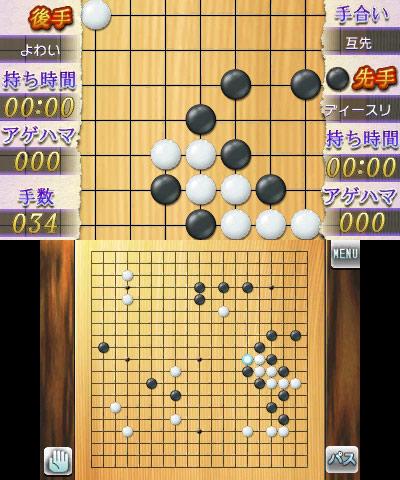 後手
よわい
持ち時間
00:00
アゲハマ
000
手数
034
手合い
互先
先手
ディースリ
持ち時間
00:00
アゲハマ
000
MENU
パス